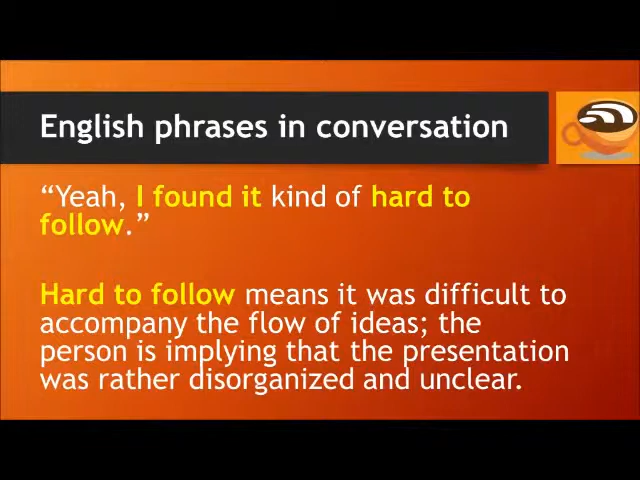 English phrases in conversation
“Yeah, I found it kind of hard to
follow.”
Hard to follow means it was difficult to
accompany the flow of ideas; the
person is implying that the presentation
was rather disorganized and unclear.